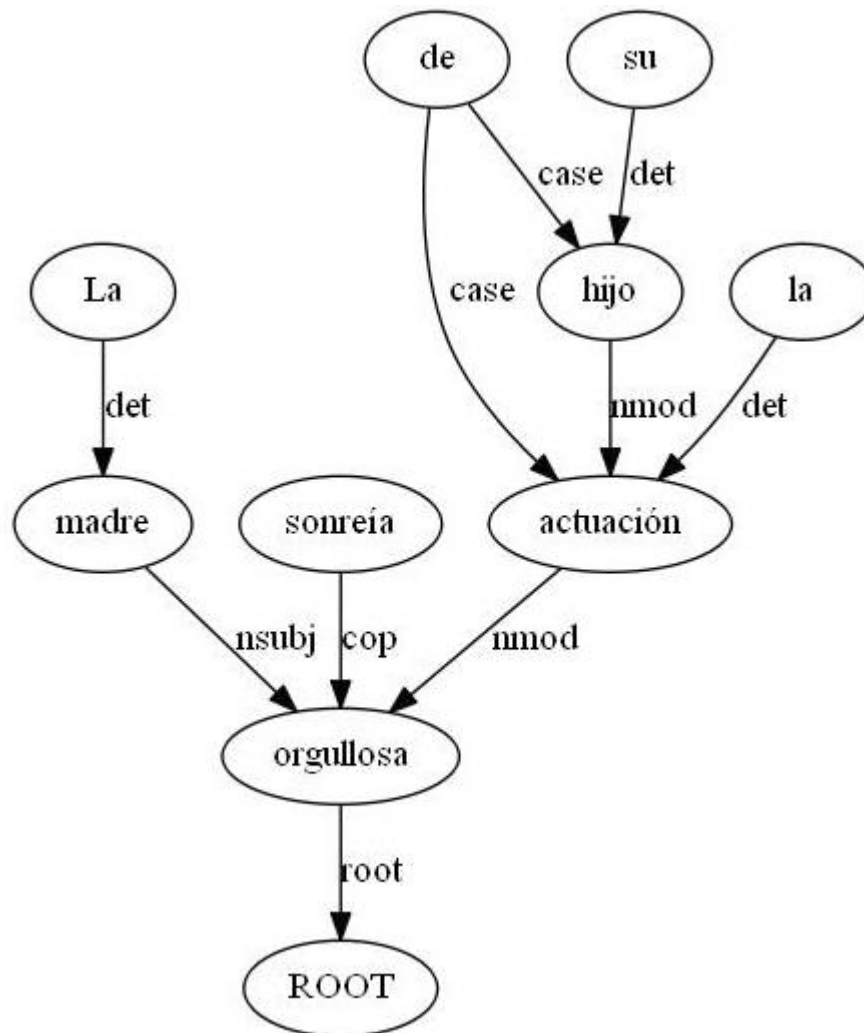 de su
case det
La case hijo la
det nmod det
madre sonreía actuación
nsubj cop nmod
orgullosa
root
ROOT